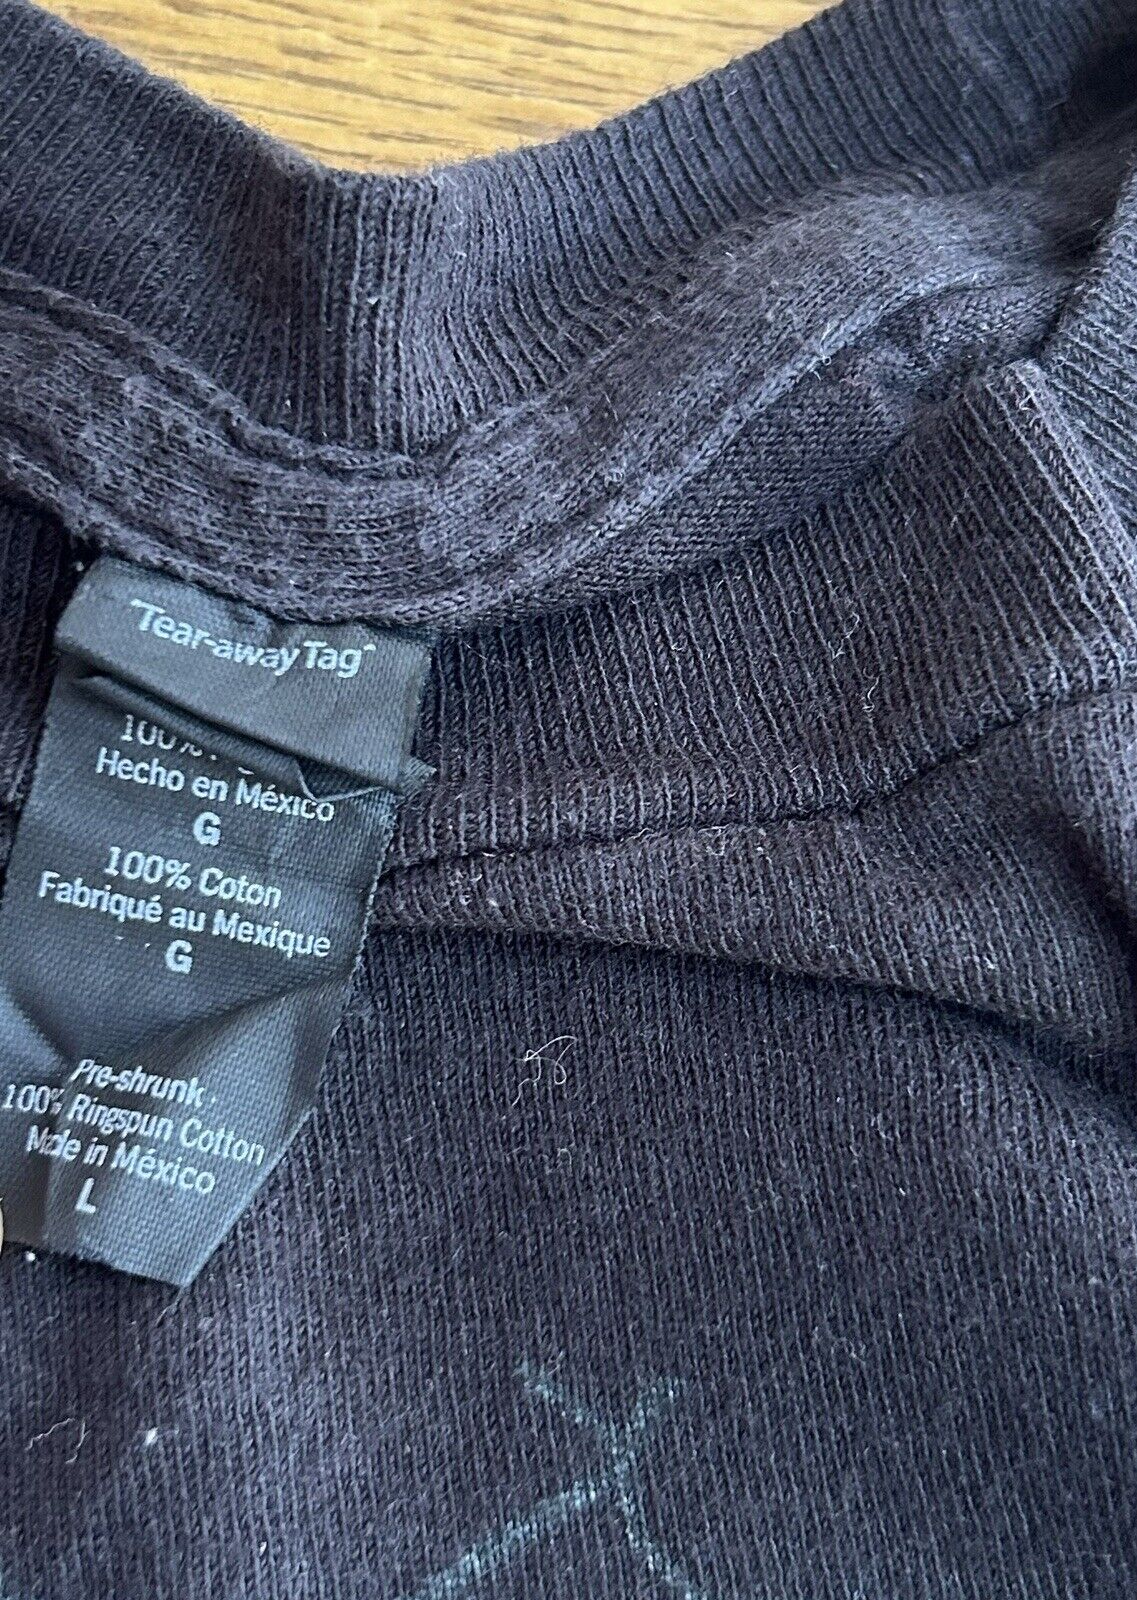 "Tear-away Tag"
100%
Hecho en México
G
100% Coton
Fabriqué au Mexique
G
Pre-shrunk
100% Ringspun Cotton
Made in México
L